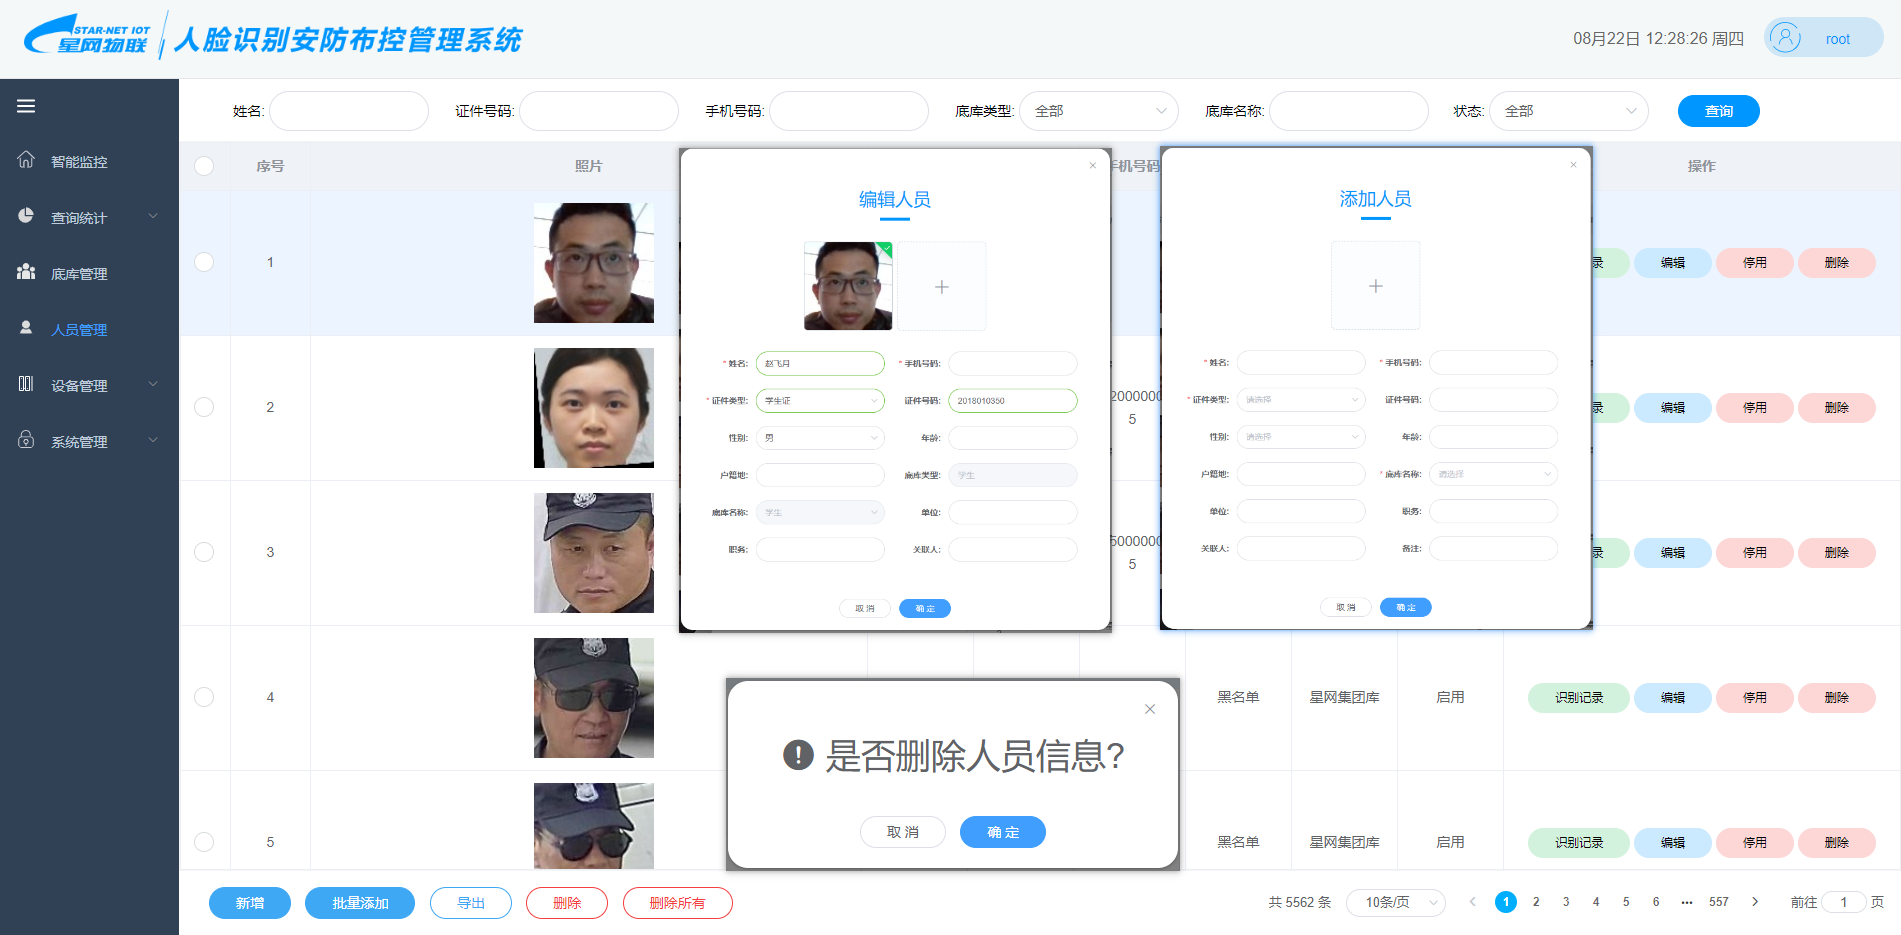 STAR-NET IOT
星网物联
人脸识别安防布控管理系统
08月22日 12:28:26 周四
root
智能监控
查询统计
底库管理
人员管理
设备管理
系统管理
姓名:
证件号码:
手机号码:
底库类型: 全部
底库名称:
状态: 全部
查询
序号
照片
手机号码
操作
1
录
编辑
停用
删除
2
2000000
5
录
编辑
停用
删除
3
5000000
5
录
编辑
停用
删除
4
黑名单
星网集团库
启用
识别记录
编辑
停用
删除
5
黑名单
星网集团库
启用
识别记录
编辑
停用
删除
编辑人员
* 姓名: 赵飞月
* 手机号码:
* 证件类型: 学生证
证件号码: 2018010350
性别: 男
年龄:
户籍地:
底库类型: 学生
底库名称: 学生
单位:
职务:
关联人:
取消
确定
添加人员
* 姓名:
* 手机号码:
* 证件类型: 请选择
证件号码:
性别: 请选择
年龄:
户籍地:
* 底库名称: 请选择
单位:
职务:
关联人:
备注:
取消
确定
是否删除人员信息?
取消
确定
新增
批量添加
导出
删除
删除所有
共 5562 条
10条/页
1 2 3 4 5 6 ••• 557
前往 1 页